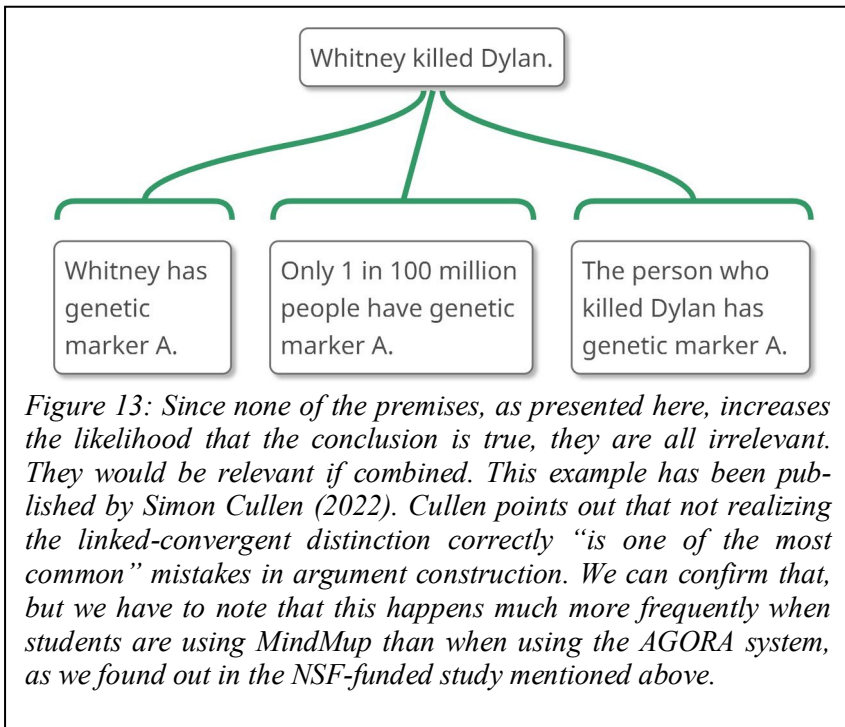 Whitney killed Dylan.
Whitney has
genetic
marker A.
Only 1 in 100 million
people have genetic
marker A.
The person who
killed Dylan has
genetic marker A.
Figure 13: Since none of the premises, as presented here, increases
the likelihood that the conclusion is true, they are all irrelevant.
They would be relevant if combined. This example has been pub-
lished by Simon Cullen (2022). Cullen points out that not realizing
the linked-convergent distinction correctly “is one of the most
common” mistakes in argument construction. We can confirm that,
but we have to note that this happens much more frequently when
students are using MindMup than when using the AGORA system,
as we found out in the NSF-funded study mentioned above.